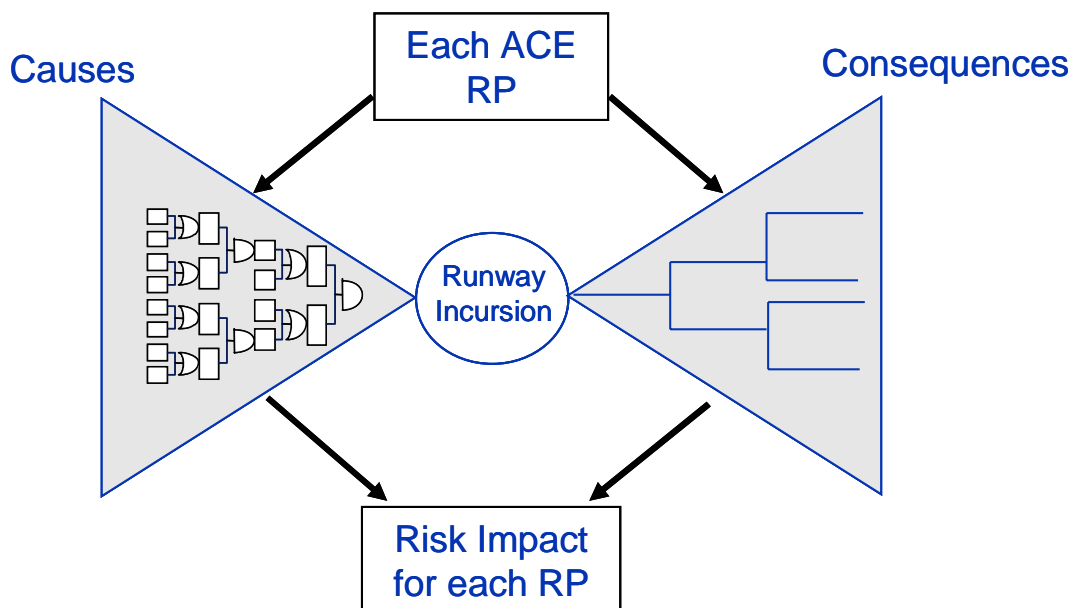 Each ACE
RP
Causes
Consequences
Runway
Incursion
Risk Impact
for each RP